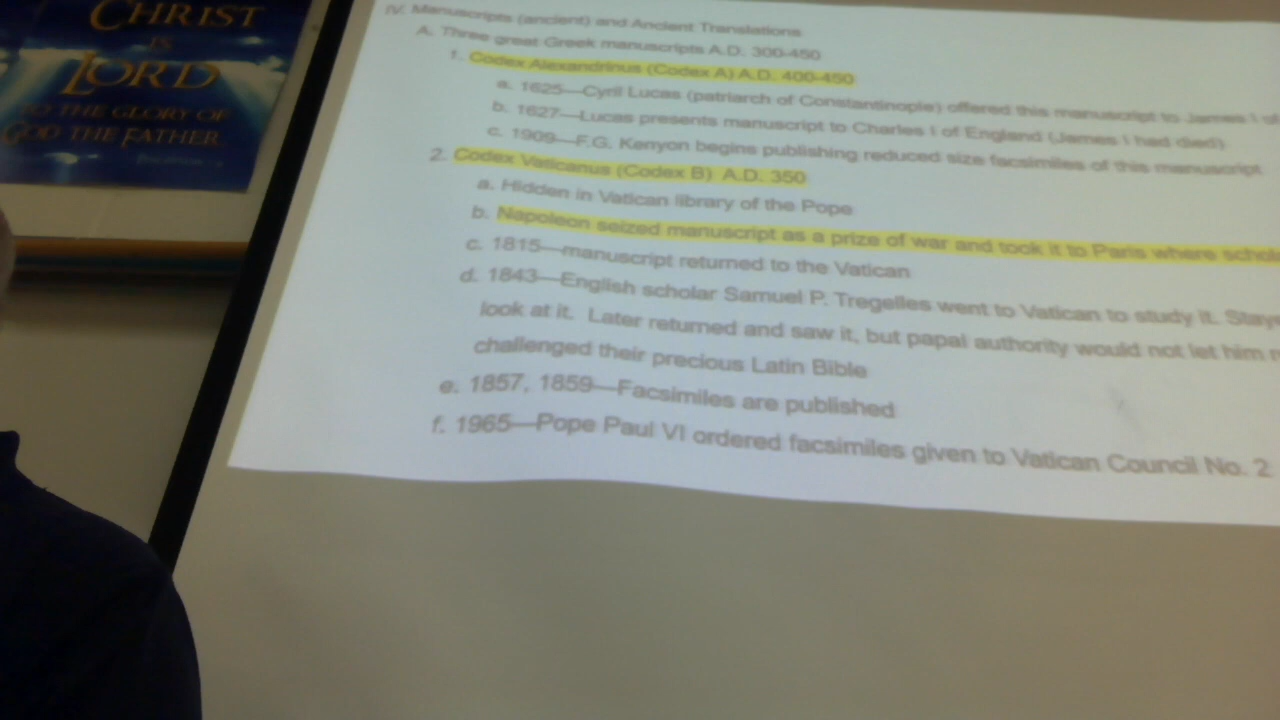 CHRIST
IS
LORD
TO THE GLORY OF
GOD THE FATHER.
IV. Manuscripts (ancient) and Ancient Translations
A. Three great Greek manuscripts A.D. 300-450
1. Codex Alexandrinus (Codex A) A.D. 400-450
a. 1625—Cyril Lucas (patriarch of Constantinople) offered this manuscript to James I of
b. 1627—Lucas presents manuscript to Charles I of England (James I had died)
c. 1909—F.G. Kenyon begins publishing reduced size facsimiles of this manuscript
2. Codex Vaticanus (Codex B) A.D. 350
a. Hidden in Vatican library of the Pope
b. Napoleon seized manuscript as a prize of war and took it to Paris where
c. 1815—manuscript returned to the Vatican
d. 1843—English scholar Samuel P. Tregelles went to Vatican to study it.
look at it. Later returned and saw it, but papal authority would not let him
challenged their precious Latin Bible
e. 1857, 1859—Facsimiles are published
f. 1965—Pope Paul VI ordered facsimiles given to Vatican Council No. 2